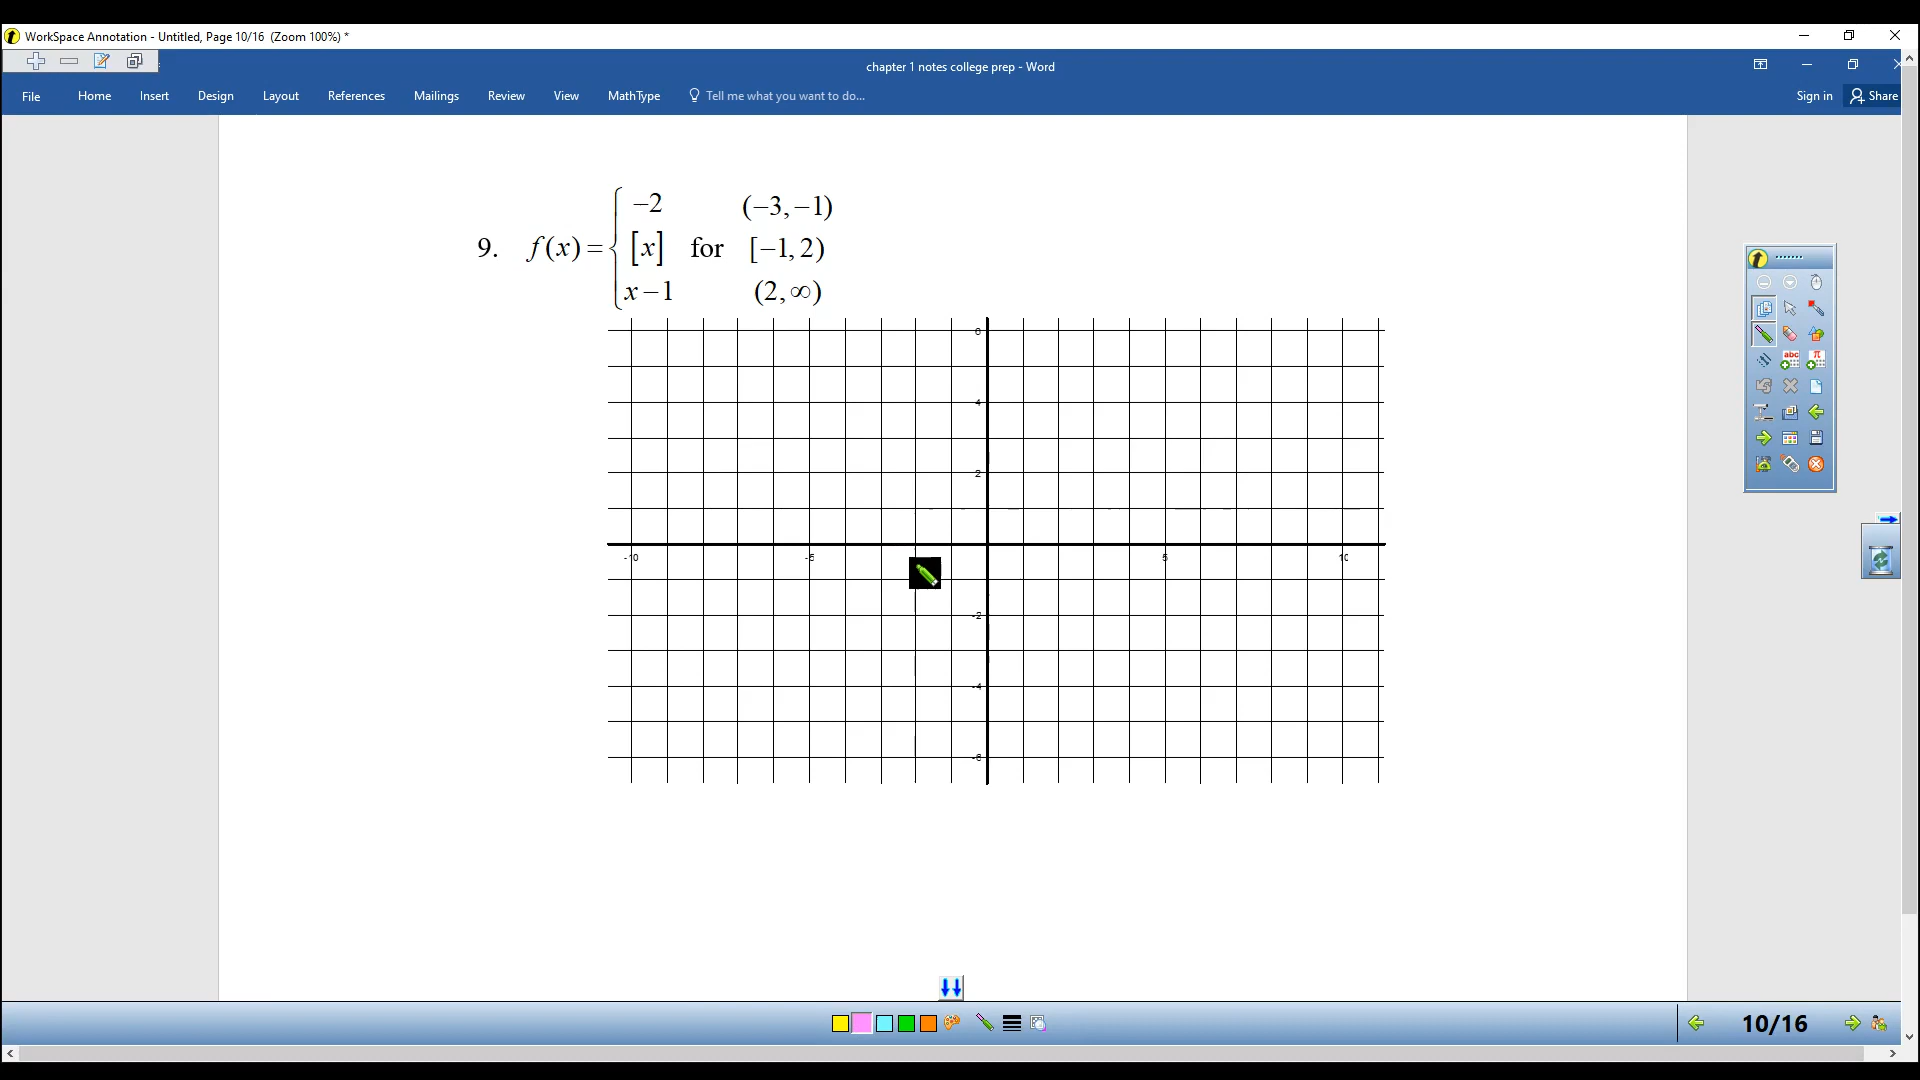 WorkSpace Annotation - Untitled, Page 10/16 (Zoom 100%) *
chapter 1 notes college prep - Word
File Home Insert Design Layout References Mailings Review View MathType Tell me what you want to do... Sign in Share
−2 (−3,−1)
9. f(x)= { [x] for [−1,2)
x−1 (2,∞)
6
4
2
-10 -5 5 10
-2
-4
-6
abc π
10/16